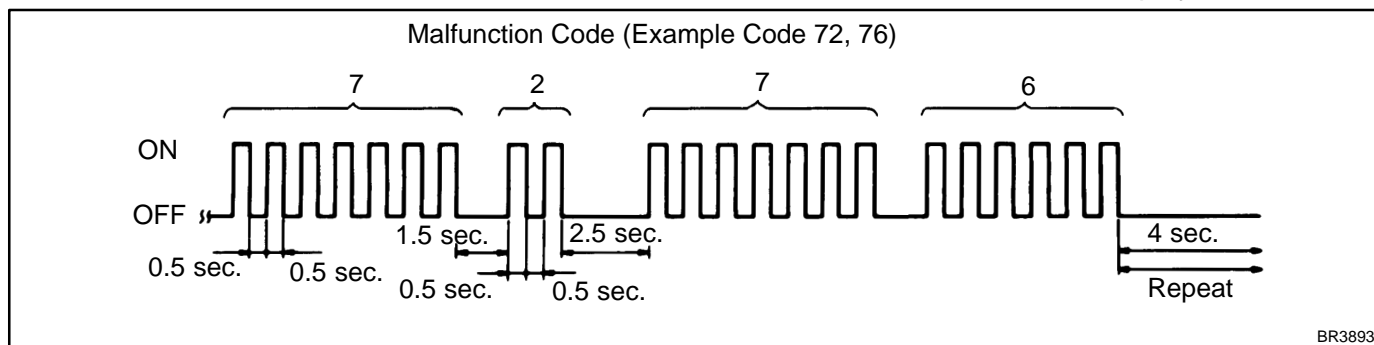 Malfunction Code (Example Code 72, 76)
7 2 7 6
ON
OFF
1.5 sec. 2.5 sec. 4 sec.
0.5 sec. 0.5 sec.
0.5 sec. 0.5 sec. Repeat
BR3893